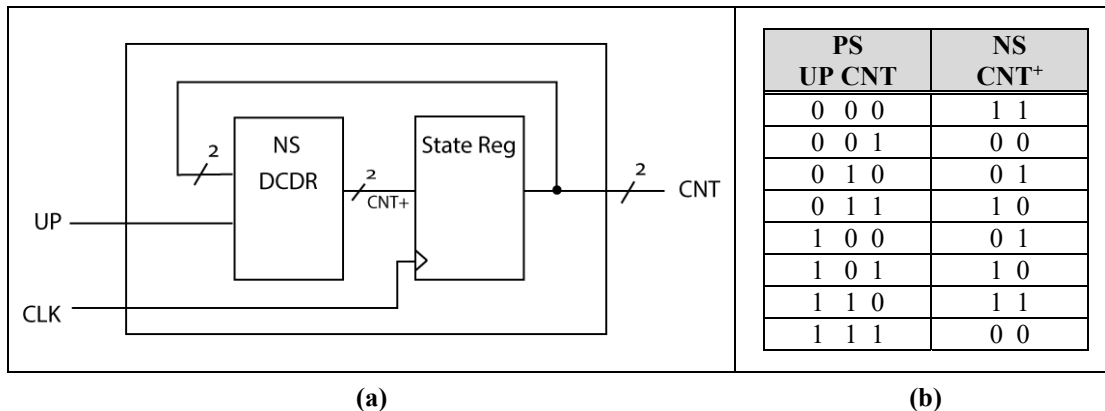 2
NS
DCDR
State Reg
2
CNT+
2
CNT
UP
CLK
PS
UP CNT
NS
CNT+
0 0 0
1 1
0 0 1
0 0
0 1 0
0 1
0 1 1
1 0
1 0 0
0 1
1 0 1
1 0
1 1 0
1 1
1 1 1
0 0
(a)
(b)